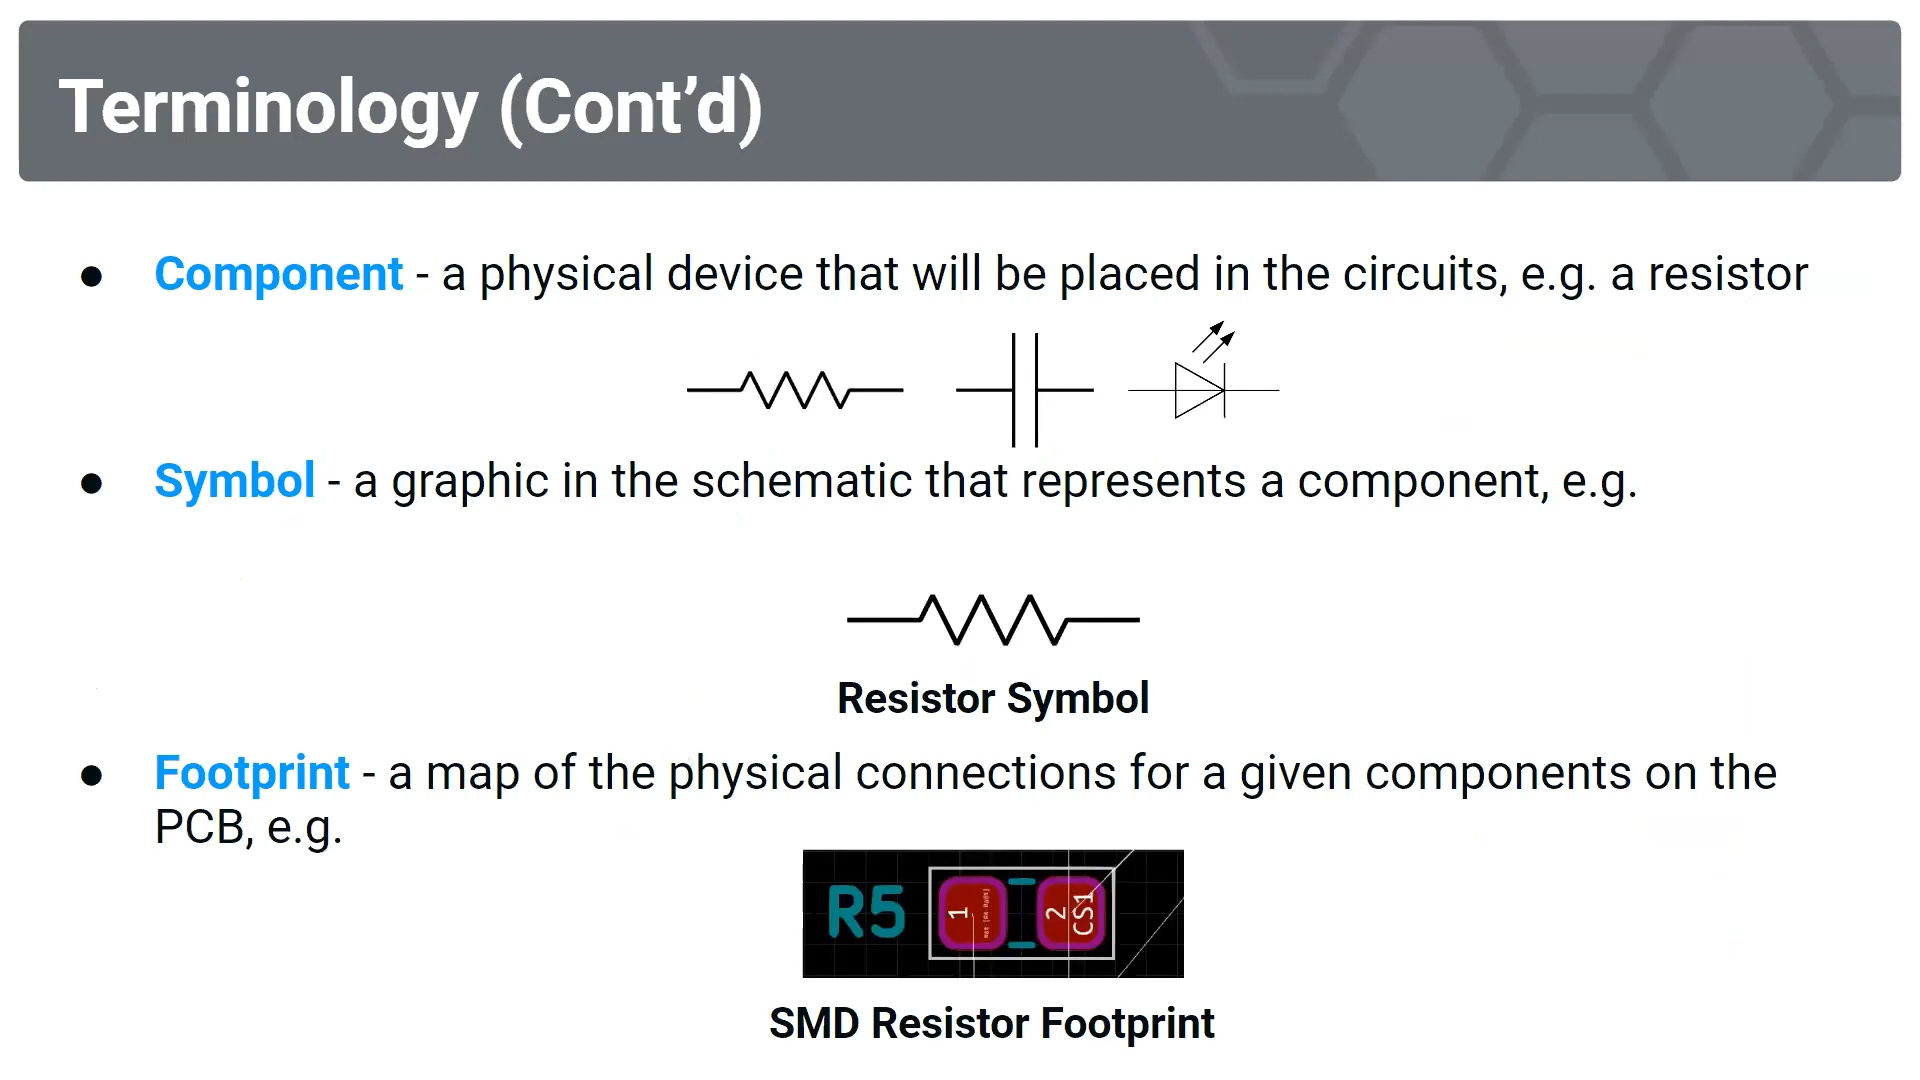 Terminology (Cont’d)
● Component - a physical device that will be placed in the circuits, e.g. a resistor
● Symbol - a graphic in the schematic that represents a component, e.g.
Resistor Symbol
● Footprint - a map of the physical connections for a given components on the
PCB, e.g.
R5
1
2
CS1
SMD Resistor Footprint